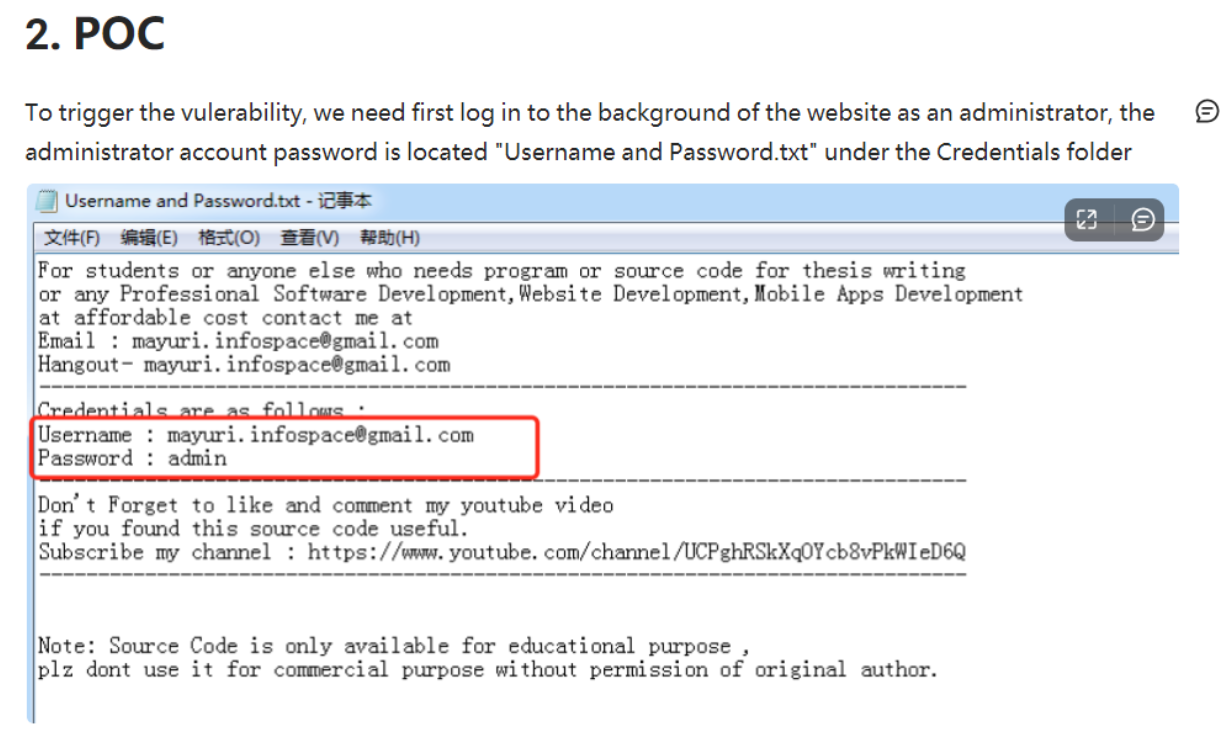 2. POC
To trigger the vulerability, we need first log in to the background of the website as an administrator, the
administrator account password is located "Username and Password.txt" under the Credentials folder
Username and Password.txt - 记事本
文件(F) 编辑(E) 格式(O) 查看(V) 帮助(H)
For students or anyone else who needs program or source code for thesis writing
or any Professional Software Development,Website Development,Mobile Apps Development
at affordable cost contact me at
Email : mayuri.infospace@gmail.com
Hangout- mayuri.infospace@gmail.com
--------------------------------------------------------------------------------
Credentials are as follows :
Username : mayuri.infospace@gmail.com
Password : admin
--------------------------------------------------------------------------------
Don't Forget to like and comment my youtube video
if you found this source code useful.
Subscribe my channel : https://www.youtube.com/channel/UCPghRSkXqOYcb8vPkWIeD6Q
--------------------------------------------------------------------------------
Note: Source Code is only available for educational purpose ,
plz dont use it for commercial purpose without permission of original author.